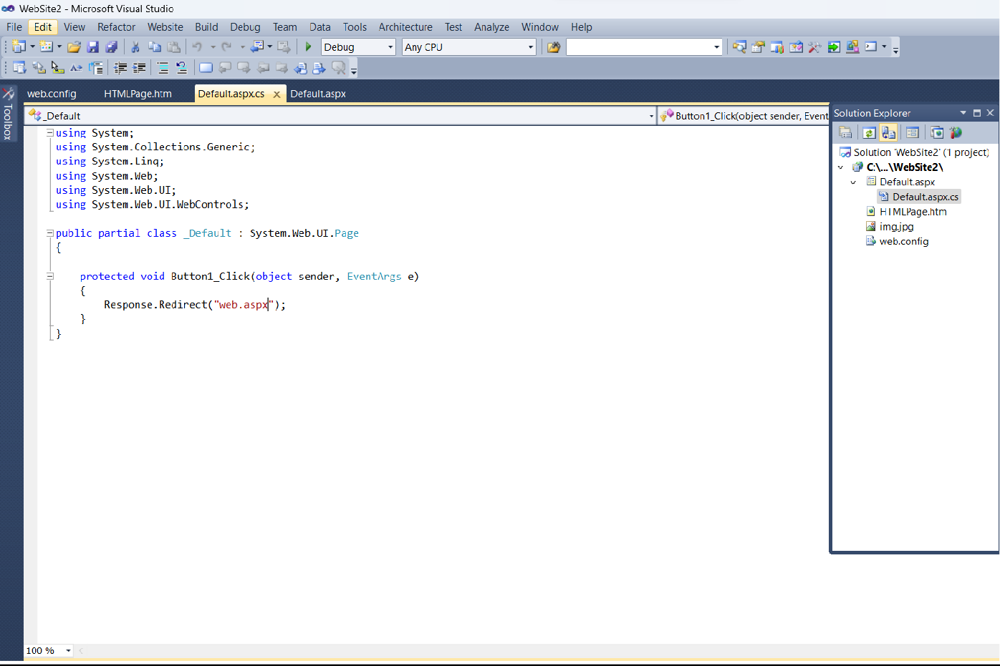 WebSite2 - Microsoft Visual Studio
File Edit View Refactor Website Build Debug Team Data Tools Architecture Test Analyze Window Help
Debug Any CPU
Toolbox
web.config HTMLPage.htm Default.aspx.cs Default.aspx
_Default Button1_Click(object sender, Event
using System;
using System.Collections.Generic;
using System.Linq;
using System.Web;
using System.Web.UI;
using System.Web.UI.WebControls;
public partial class _Default : System.Web.UI.Page
{
protected void Button1_Click(object sender, EventArgs e)
{
Response.Redirect("web.aspx");
}
}
100 %
Solution Explorer
Solution 'WebSite2' (1 project)
C:\...\WebSite2\
Default.aspx
Default.aspx.cs
HTMLPage.htm
img.jpg
web.config